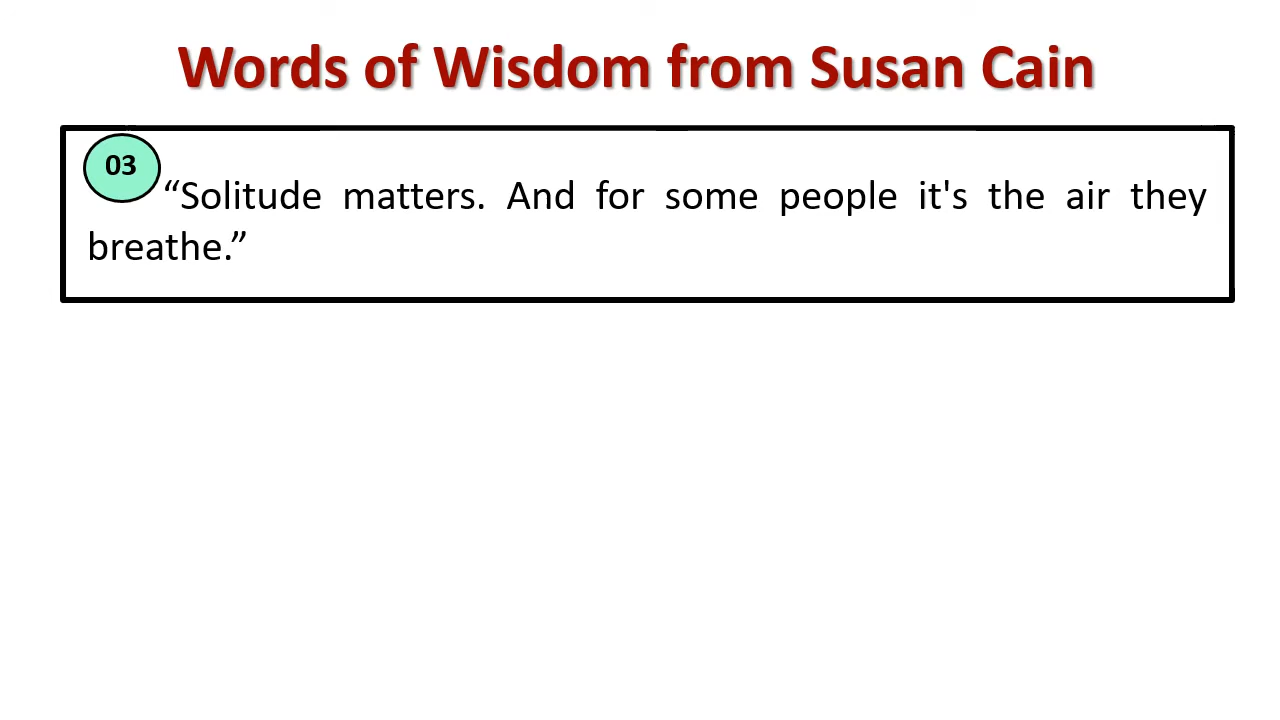 Words of Wisdom from Susan Cain
03
“Solitude matters. And for some people it's the air they
breathe.”